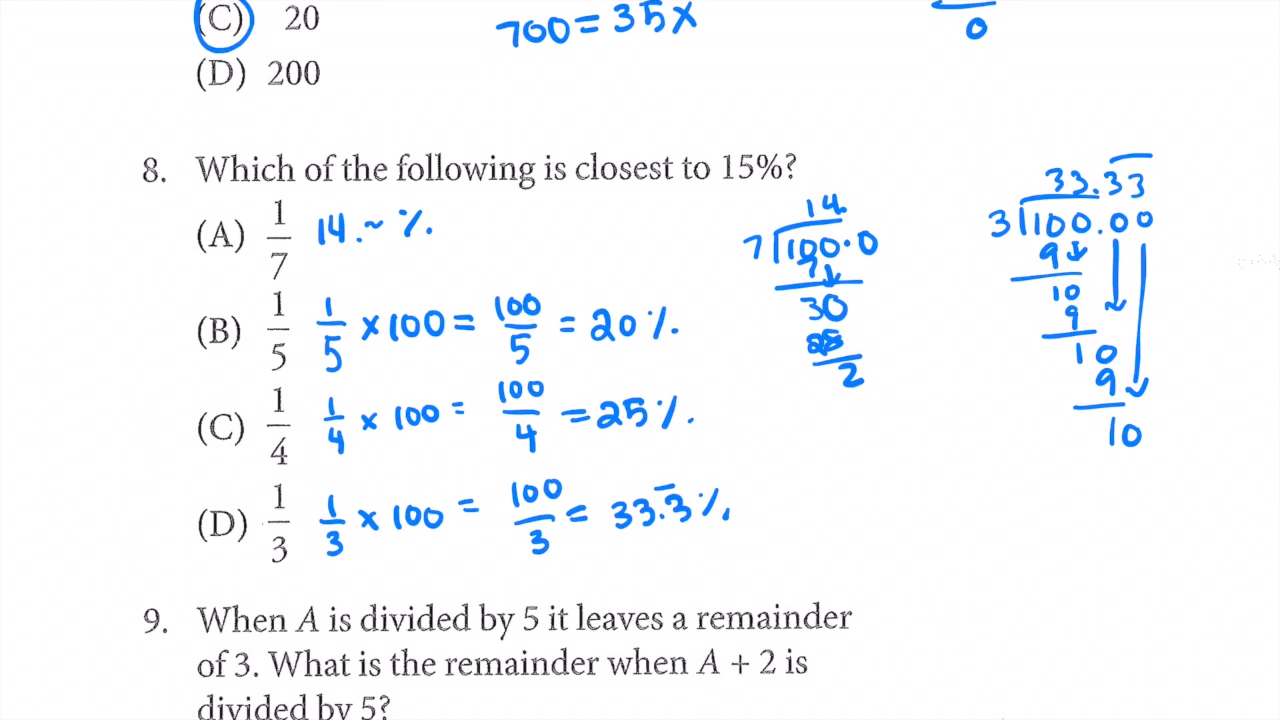 (C) 20
700 = 35x
0
(D) 200
8. Which of the following is closest to 15%?
(A) 1/7 14.~ %.
(B) 1/5 1/5 x 100 = 100/5 = 20 %.
(C) 1/4 1/4 x 100 = 100/4 = 25 %.
(D) 1/3 1/3 x 100 = 100/3 = 33.3̅ %.
14.
7 100.0
7
30
28
2
33.3̅3̅
3 100.00
9
10
9
10
9
10
9. When A is divided by 5 it leaves a remainder
of 3. What is the remainder when A + 2 is
divided by 5?